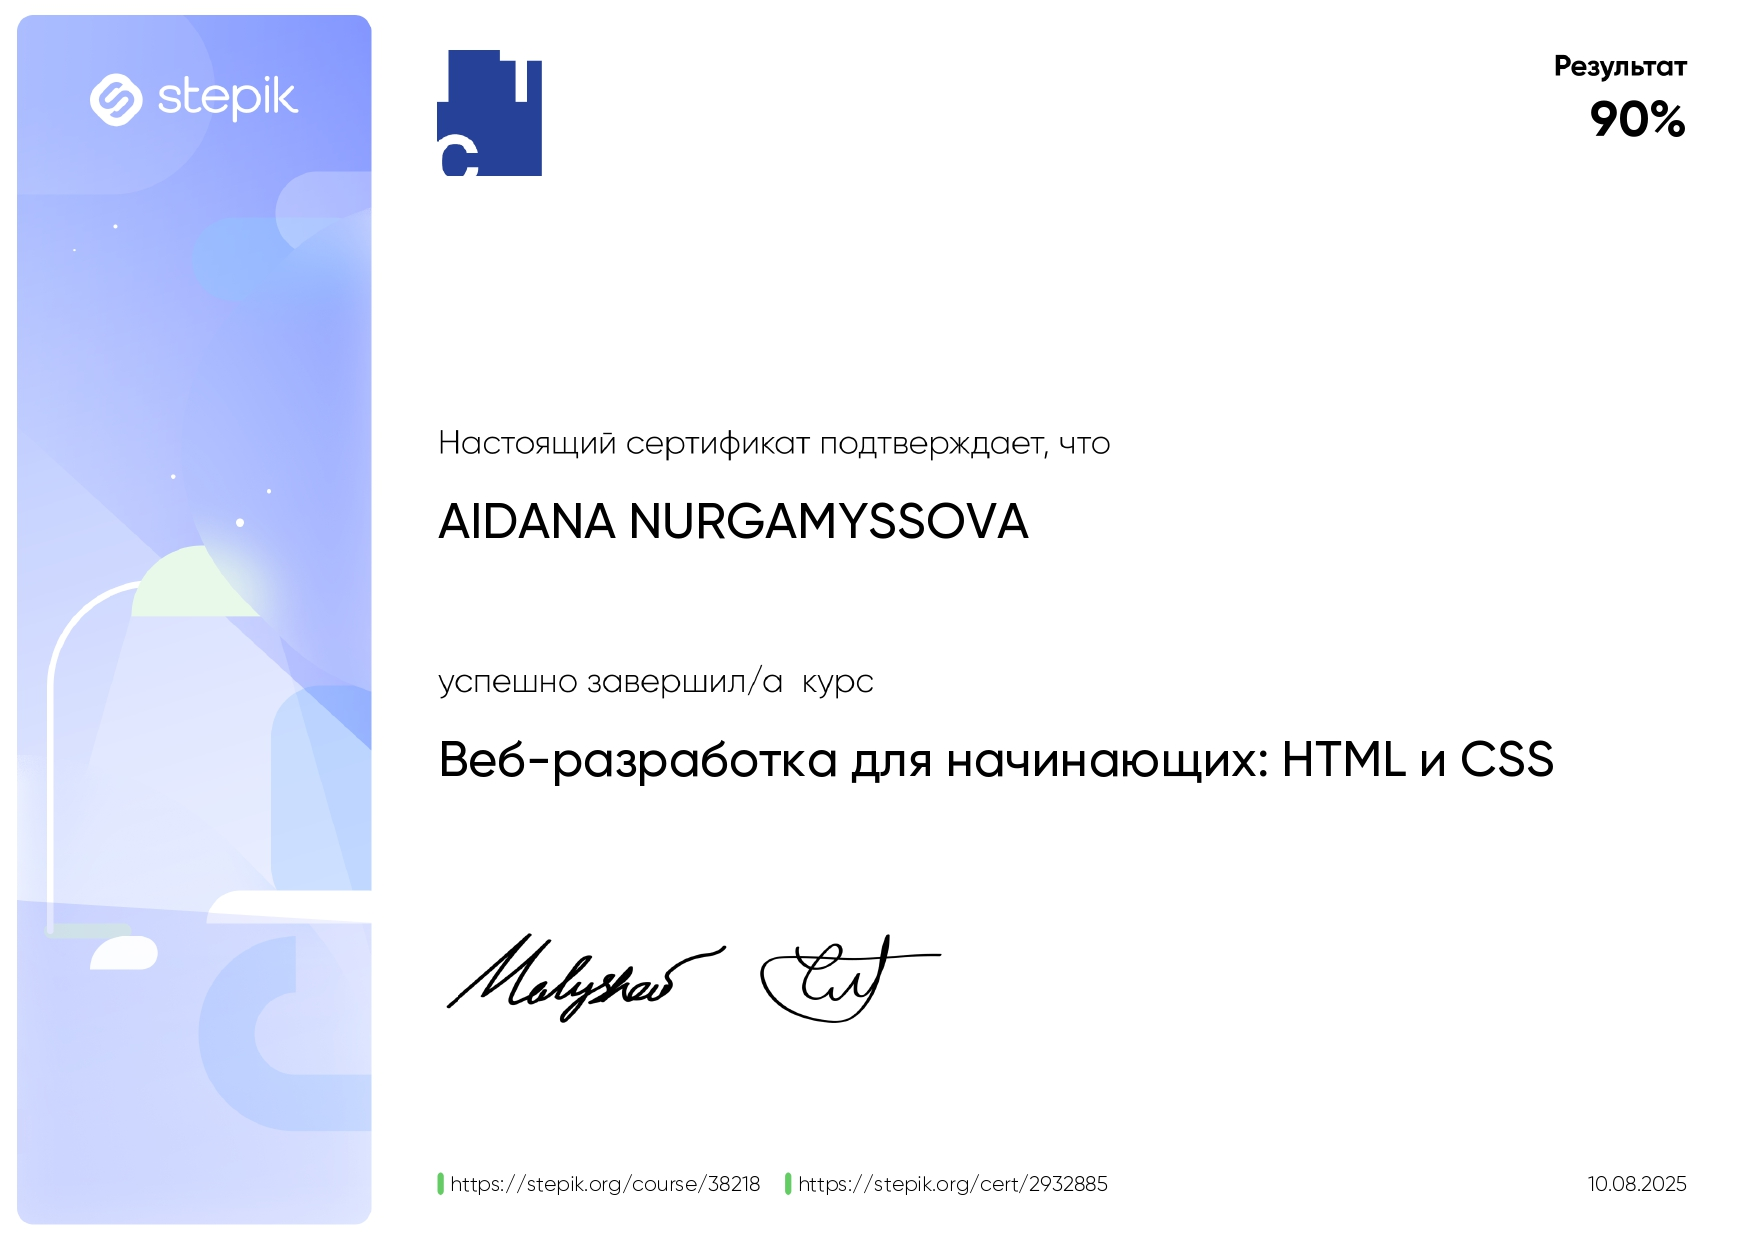 stepik
Т
С
Результат
90%
Настоящий сертификат подтверждает, что
AIDANA NURGAMYSSOVA
успешно завершил/а курс
Веб-разработка для начинающих: HTML и CSS
Malyshev
https://stepik.org/course/38218 https://stepik.org/cert/2932885
10.08.2025